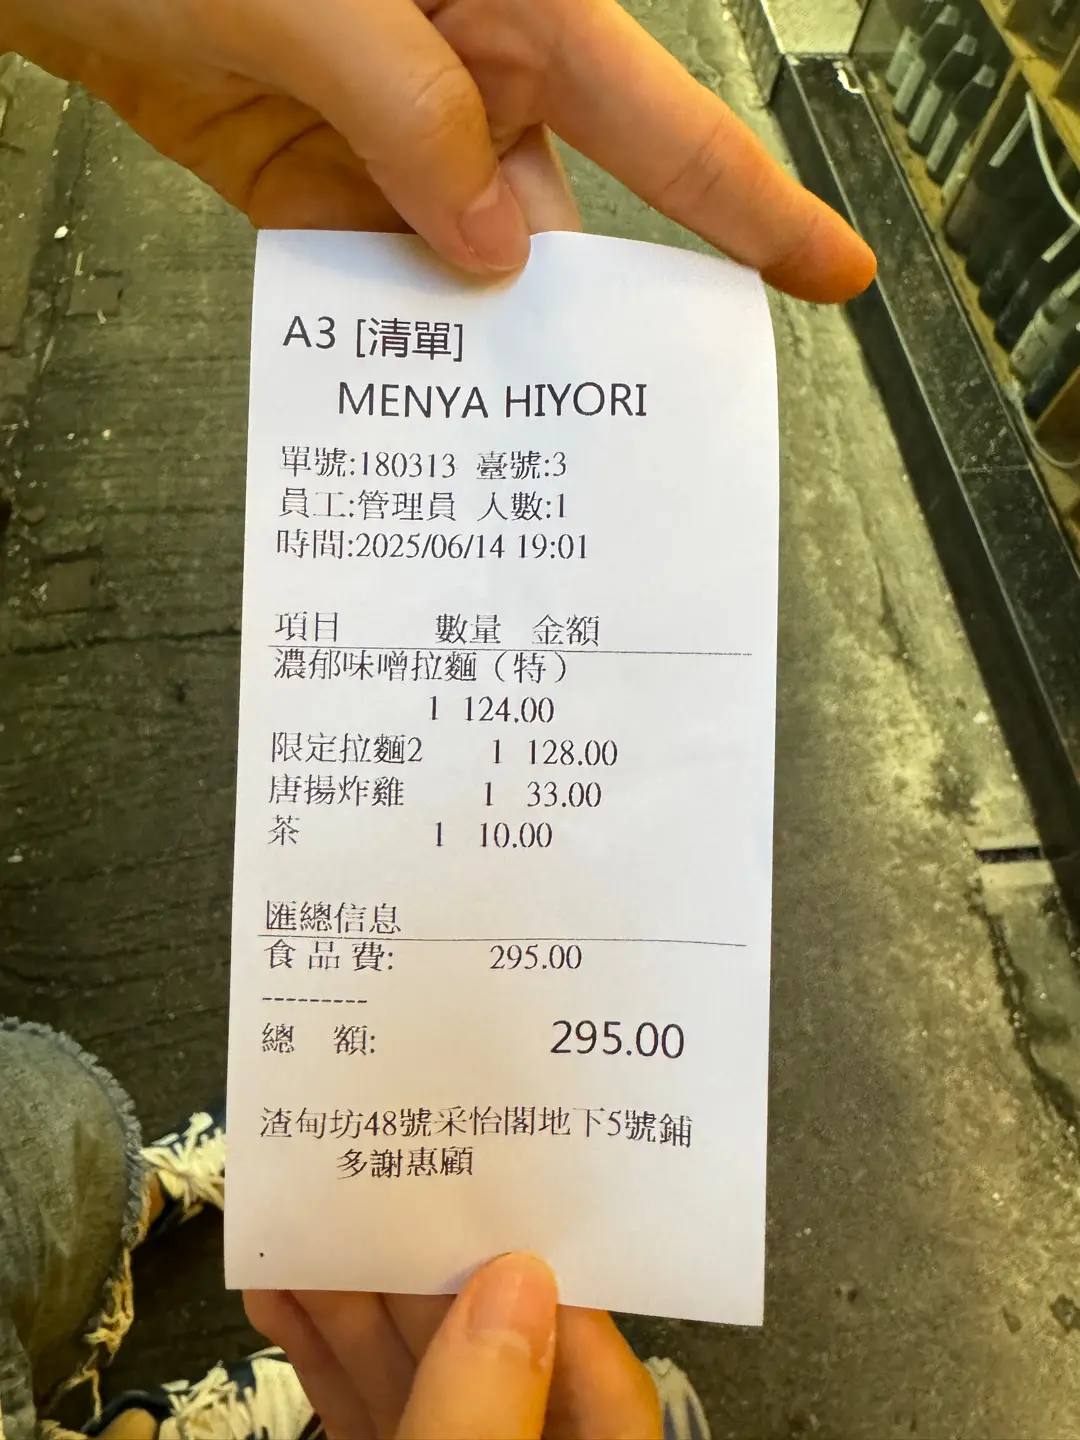 A3 [清單]
MENYA HIYORI
單號:180313 臺號:3
員工:管理員 人數:1
時間:2025/06/14 19:01
項目 數量 金額
濃郁味噌拉麵（特）
1 124.00
限定拉麵2 1 128.00
唐揚炸雞 1 33.00
茶 1 10.00
匯總信息
食品費: 295.00
---------
總 額: 295.00
渣甸坊48號采怡閣地下5號鋪
多謝惠顧